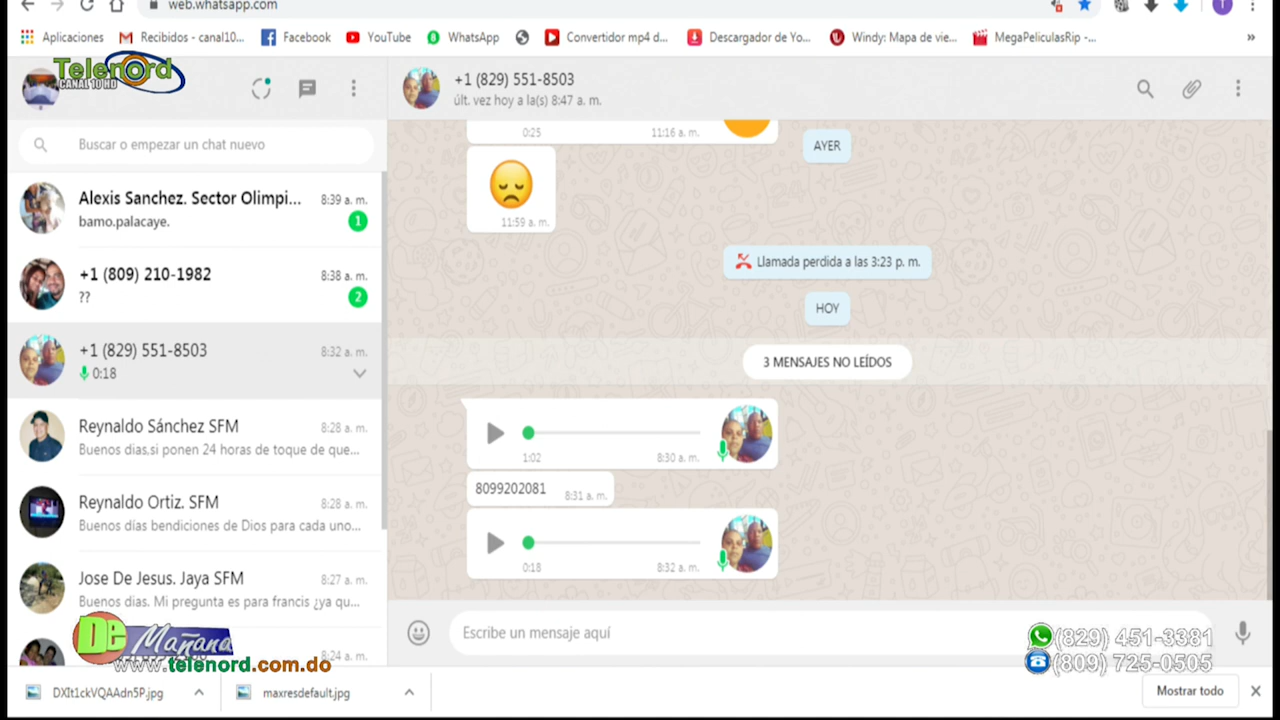 web.whatsapp.com
Aplicaciones
Recibidos - canal10...
Facebook
YouTube
WhatsApp
Convertidor mp4 d...
Descargador de Yo...
Windy: Mapa de vie...
MegaPeliculasRip -...
»
Telenord
CANAL 10 HD
+1 (829) 551-8503
últ. vez hoy a la(s) 8:47 a. m.
Buscar o empezar un chat nuevo
Alexis Sanchez. Sector Olimpi...
8:39 a. m.
bamo.palacaye.
1
+1 (809) 210-1982
8:38 a. m.
??
2
+1 (829) 551-8503
8:32 a. m.
0:18
Reynaldo Sánchez SFM
8:28 a. m.
Buenos días.si ponen 24 horas de toque de que...
Reynaldo Ortiz. SFM
8:28 a. m.
Buenos días bendiciones de Dios para cada uno...
Jose De Jesus. Jaya SFM
8:27 a. m.
Buenos dias. Mi pregunta es para francis ¿ya qu...
8:24 a. m.
0:25
11:16 a. m.
AYER
11:59 a. m.
Llamada perdida a las 3:23 p. m.
HOY
3 MENSAJES NO LEÍDOS
1:02
8:30 a. m.
8099202081
8:31 a. m.
0:18
8:32 a. m.
Escribe un mensaje aquí
De Mañana
www.telenord.com.do
(829) 451-3381
(809) 725-0505
DXIt1ckVQAAdn5P.jpg
maxresdefault.jpg
Mostrar todo